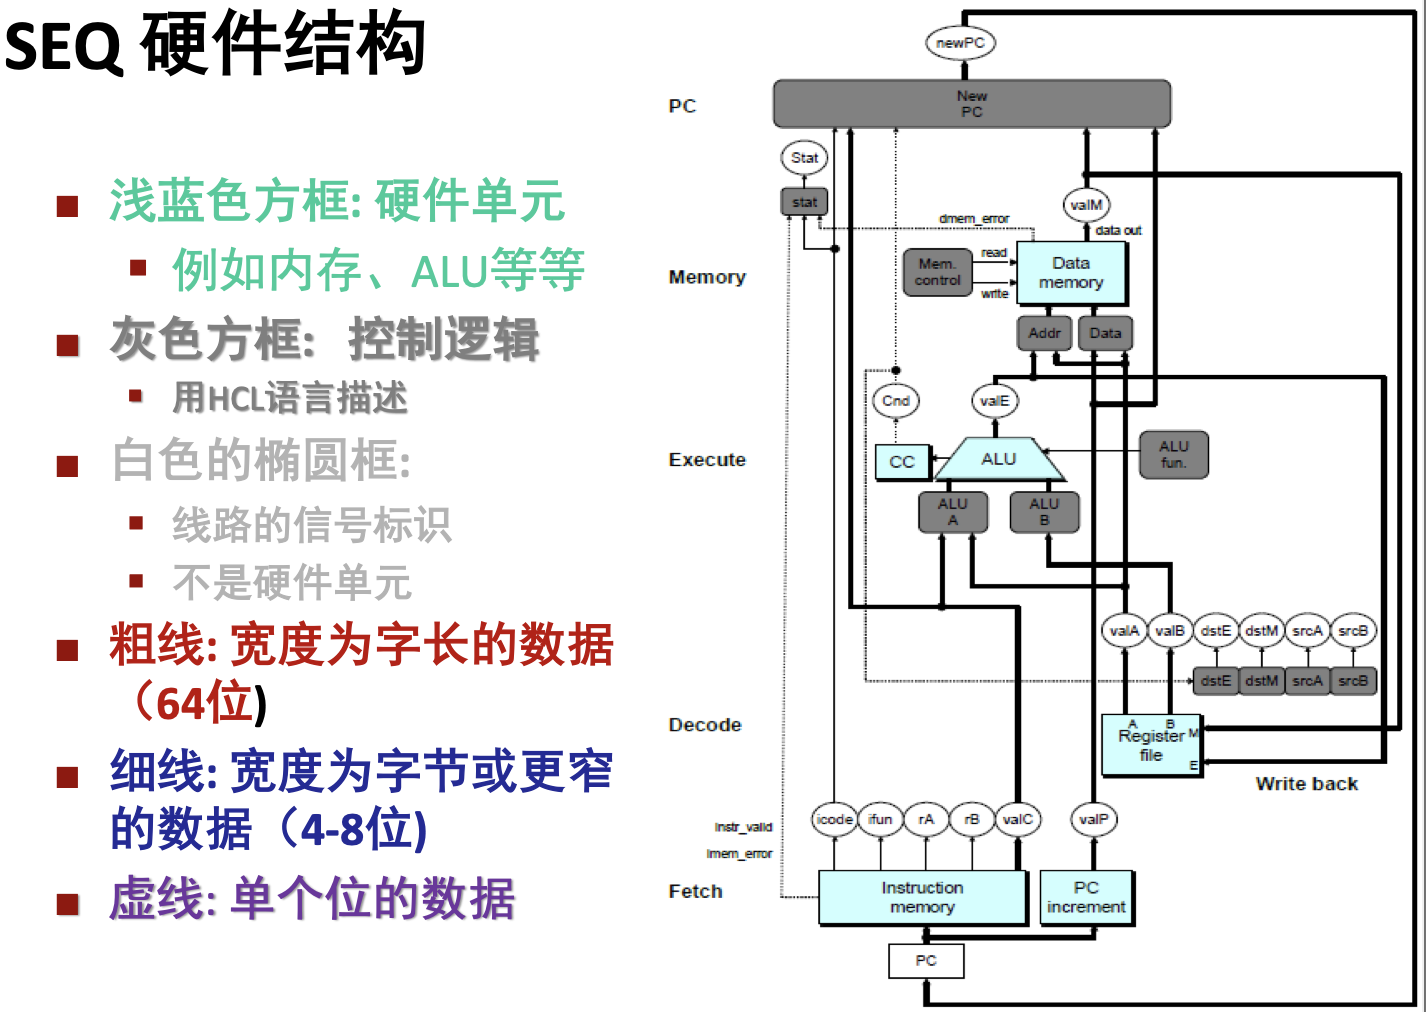 SEQ 硬件结构
浅蓝色方框: 硬件单元
例如内存、ALU等等
灰色方框: 控制逻辑
用HCL语言描述
白色的椭圆框:
线路的信号标识
不是硬件单元
粗线: 宽度为字长的数据
（64位)
细线: 宽度为字节或更窄
的数据（4-8位)
虚线: 单个位的数据
newPC
PC
New
PC
Stat
stat
valM
dmem_error
data out
Memory
Mem.
control
read
write
Data
memory
Addr
Data
Cnd
valE
Execute
CC
ALU
ALU
fun.
ALU
A
ALU
B
valA
valB
dstE
dstM
srcA
srcB
dstE
dstM
srcA
srcB
Decode
A
B
M
Register
file
E
Write back
icode
ifun
rA
rB
valC
valP
instr_valid
imem_error
Fetch
Instruction
memory
PC
increment
PC